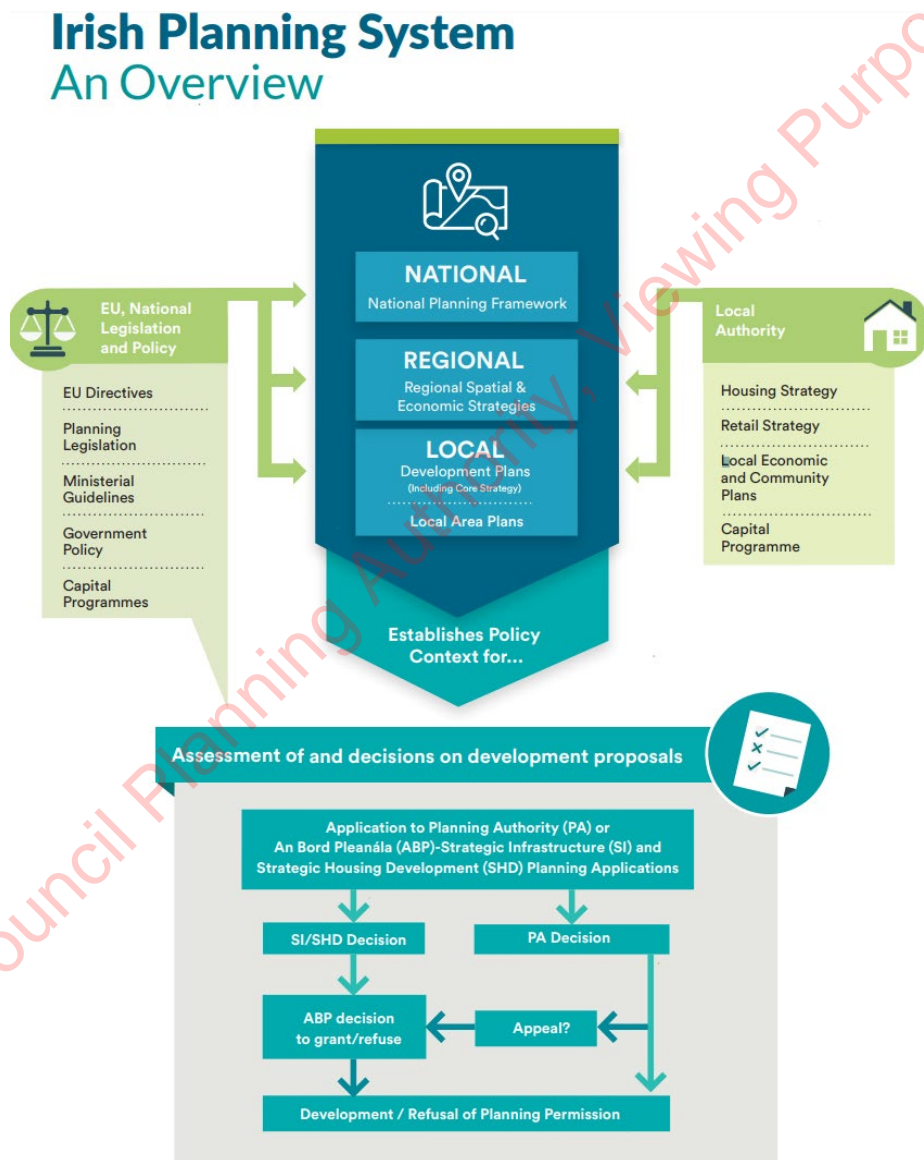 Irish Planning System
An Overview
NATIONAL
National Planning Framework
REGIONAL
Regional Spatial &
Economic Strategies
LOCAL
Development Plans
(Including Core Strategy)
Local Area Plans
EU, National
Legislation
and Policy
EU Directives
Planning
Legislation
Ministerial
Guidelines
Government
Policy
Capital
Programmes
Local
Authority
Housing Strategy
Retail Strategy
Local Economic
and Community
Plans
Capital
Programme
Establishes Policy
Context for...
Assessment of and decisions on development proposals
Application to Planning Authority (PA) or
An Bord Pleanála (ABP)-Strategic Infrastructure (SI) and
Strategic Housing Development (SHD) Planning Applications
SI/SHD Decision
PA Decision
ABP decision
to grant/refuse
Appeal?
Development / Refusal of Planning Permission
Council Planning Authority, Viewing Purpo